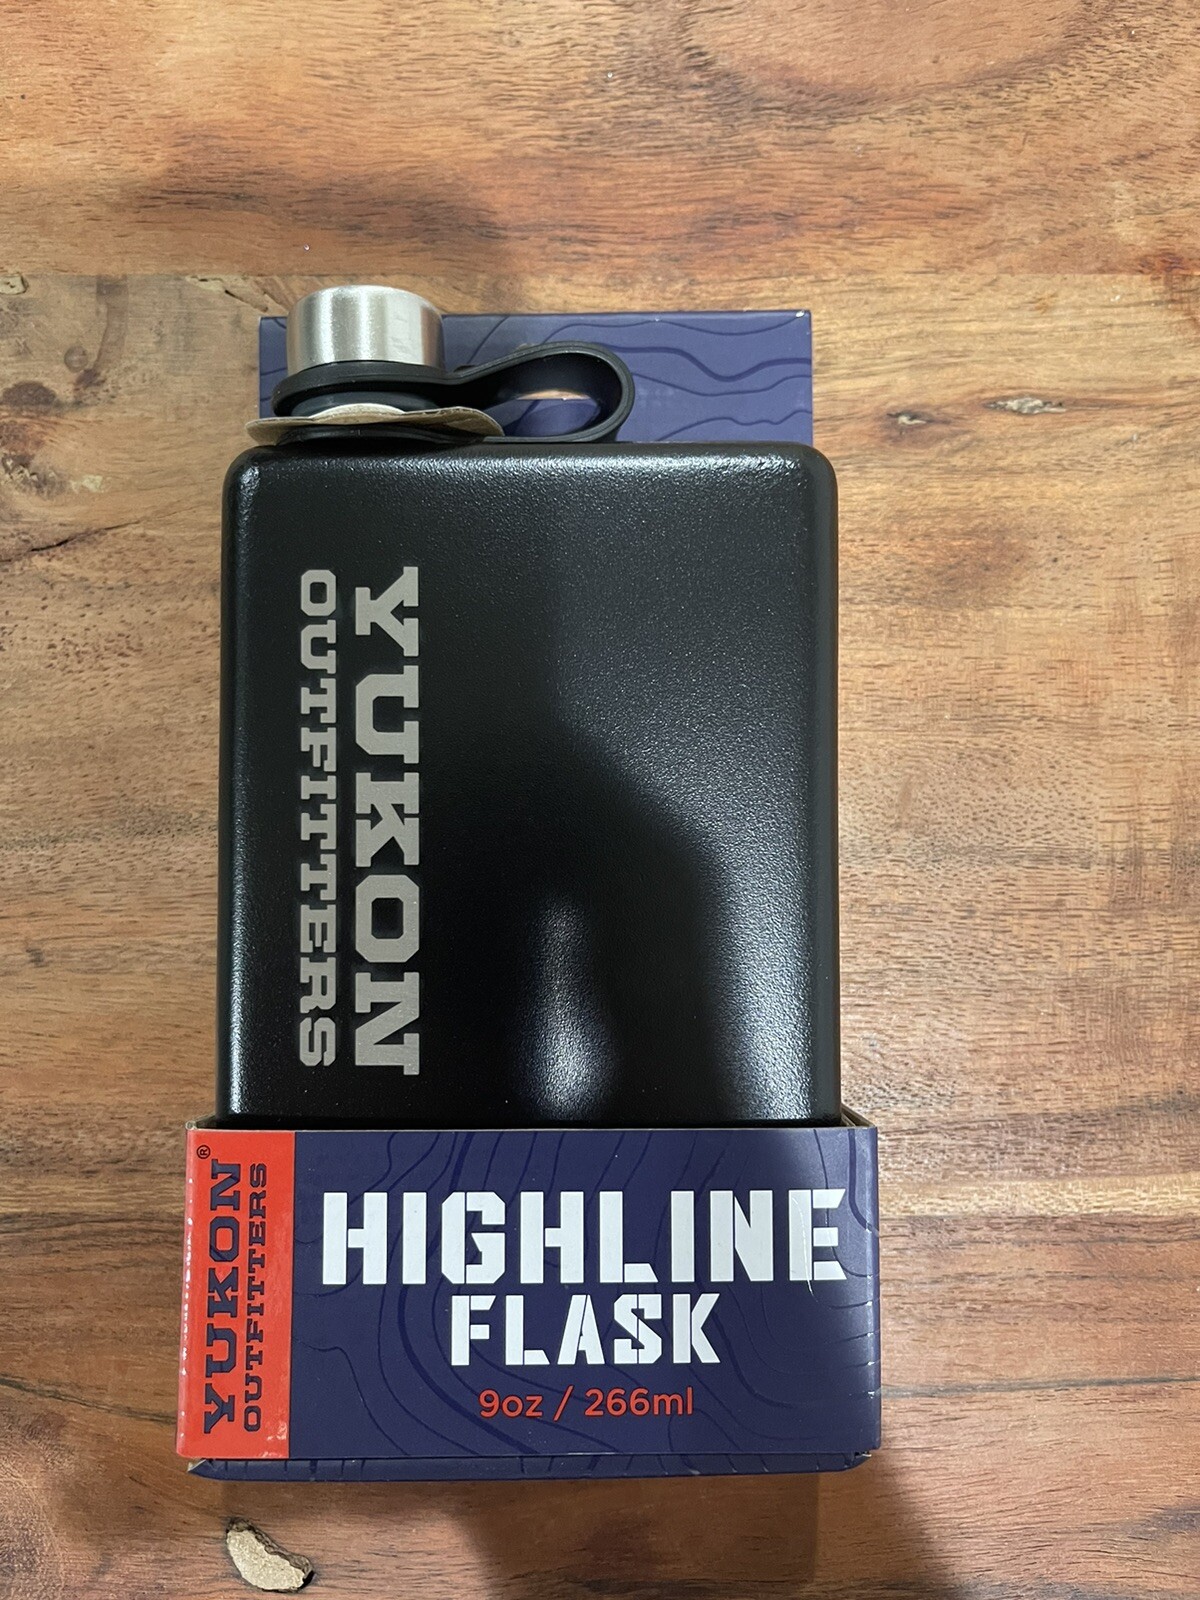 YUKON
OUTFITTERS
YUKON®
OUTFITTERS
HIGHLINE
FLASK
9oz / 266ml